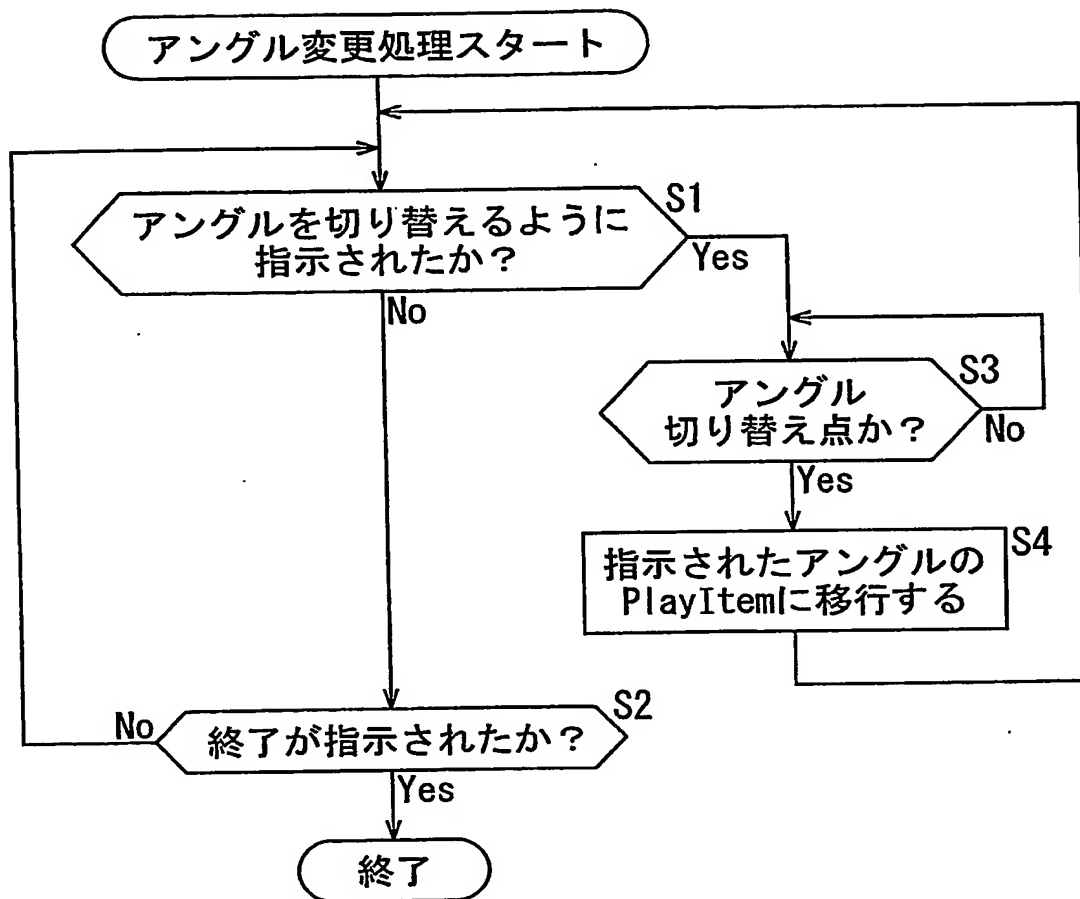 アングル変更処理スタート
アングルを切り替えるように
指示されたか？
S1
Yes
No
アングル
切り替え点か？
S3
No
Yes
指示されたアングルの
PlayItemに移行する
S4
終了が指示されたか？
S2
No
Yes
終了